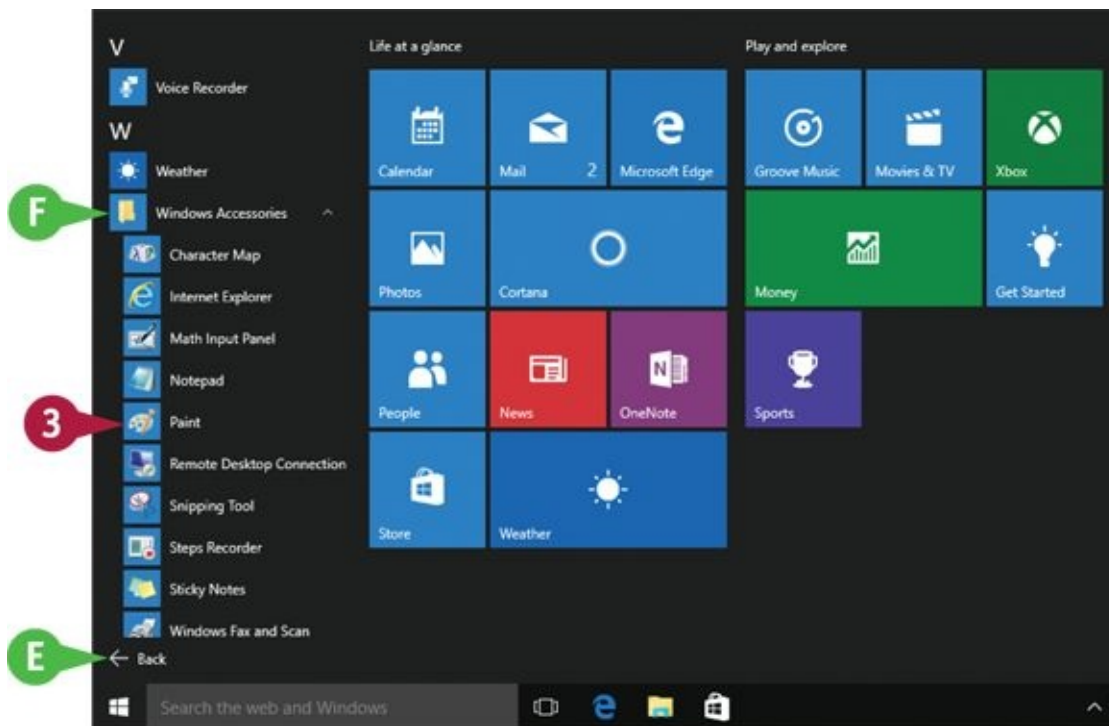 V
Voice Recorder
W
Weather
F
Windows Accessories
Character Map
Internet Explorer
Math Input Panel
Notepad
3
Paint
Remote Desktop Connection
Snipping Tool
Steps Recorder
Sticky Notes
Windows Fax and Scan
E
Back
Life at a glance
Calendar
Mail 2
Microsoft Edge
Photos
Cortana
People
News
N
OneNote
Store
Weather
Play and explore
Groove Music
Movies & TV
Xbox
Money
Get Started
Sports
Search the web and Windows